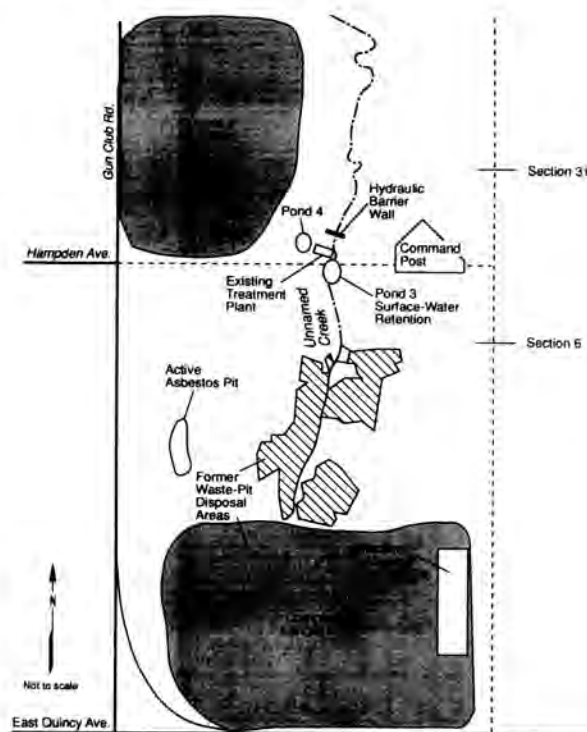 Gun Club Rd.
Section 31
Hydraulic
Barrier
Wall
Pond 4
Command
Post
Hampden Ave.
Existing
Treatment
Plant
Pond 3
Surface-Water
Retention
Unnamed
Creek
Section 6
Active
Asbestos Pit
Former
Waste-Pit
Disposal
Areas
N
Not to scale
East Quincy Ave.